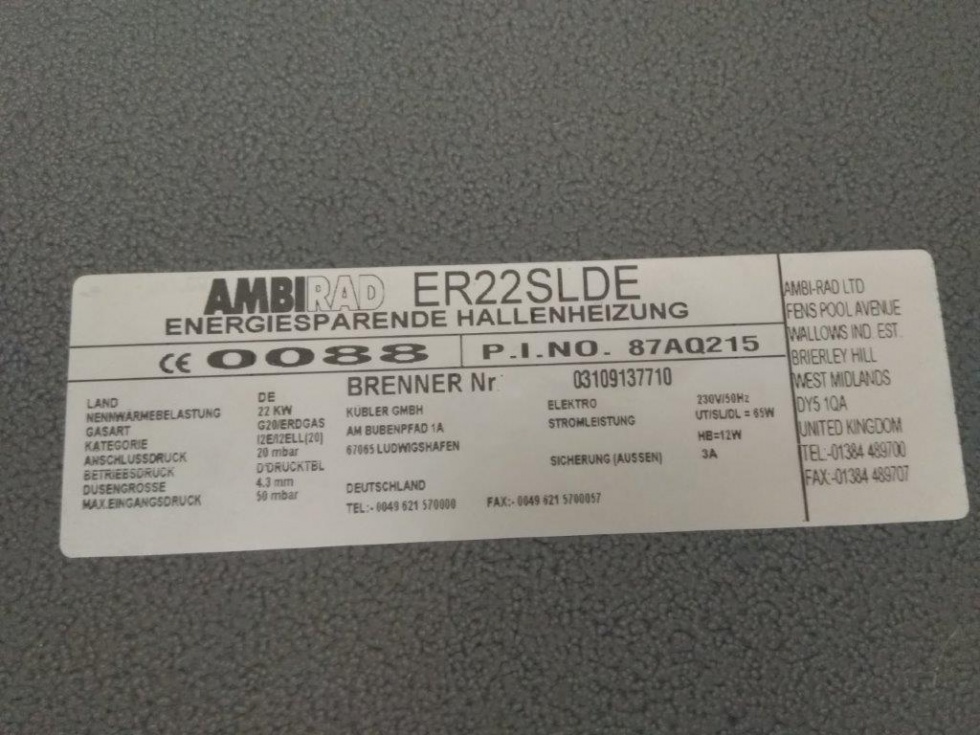 AMBIRAD ER22SLDE
ENERGIESPARENDE HALLENHEIZUNG
CE 0088 P.I.NO. 87AQ215
BRENNER Nr. 03109137710
LAND DE
NENNWÄRMEBELASTUNG 22 KW
GASART G20/ERDGAS
KATEGORIE I2E/I2ELL(20)
ANSCHLUSSDRUCK 20 mbar
BETRIEBSDRUCK D'DRUCKTBL
DUSENGROSSE 4.3 mm
MAX.EINGANGSDRUCK 50 mbar
KÜBLER GMBH
AM BUBENPFAD 1A
67065 LUDWIGSHAFEN
DEUTSCHLAND
TEL:- 0049 621 570000 FAX:- 0049 621 5700057
ELEKTRO 230V/50Hz
STROMLEISTUNG UT/SL/DL = 65W
HB=12W
SICHERUNG (AUSSEN) 3A
AMBI-RAD LTD
FENS POOL AVENUE
WALLOWS IND. EST.
BRIERLEY HILL
WEST MIDLANDS
DY5 1QA
UNITED KINGDOM
TEL:-01384 489700
FAX:-01384 489707